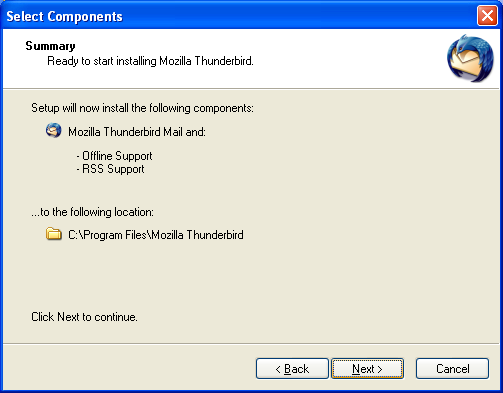 Select Components
Summary
Ready to start installing Mozilla Thunderbird.
Setup will now install the following components:
Mozilla Thunderbird Mail and:
- Offline Support
- RSS Support
...to the following location:
C:\Program Files\Mozilla Thunderbird
Click Next to continue.
< Back Next > Cancel